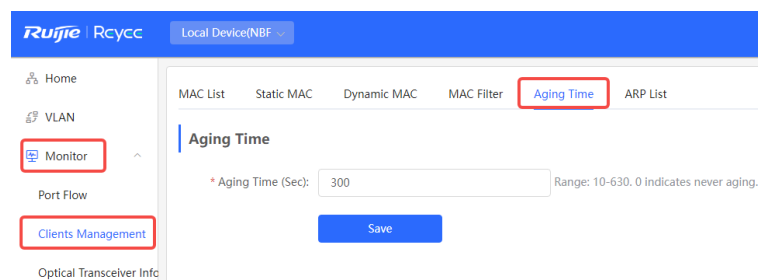 Ruijie | Rcycc
Local Device(NBF
Home
VLAN
Monitor
Port Flow
Clients Management
Optical Transceiver Info
MAC List
Static MAC
Dynamic MAC
MAC Filter
Aging Time
ARP List
Aging Time
* Aging Time (Sec):
300
Range: 10-630. 0 indicates never aging.
Save